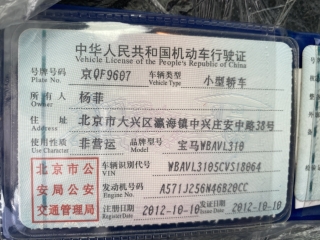 中华人民共和国机动车行驶证
Vehicle License of the People's Republic of China
号牌号码 京QF9607 车辆类型 小型轿车
Plate No. Vehicle Type
所有人 杨菲
Owner
住址 北京市大兴区瀛海镇中兴庄安中路38号
Address
使用性质 非营运 品牌型号 宝马WBAVL310
Use Character Model
北京市公 车辆识别代号 WBAVL310SCVS18064
VIN
安局公安 发动机号码 A571J256N46B20CC
Engine No.
交通管理局 注册日期 2012-10-10 发证日期 2012-10-10
Register Date Issue Date